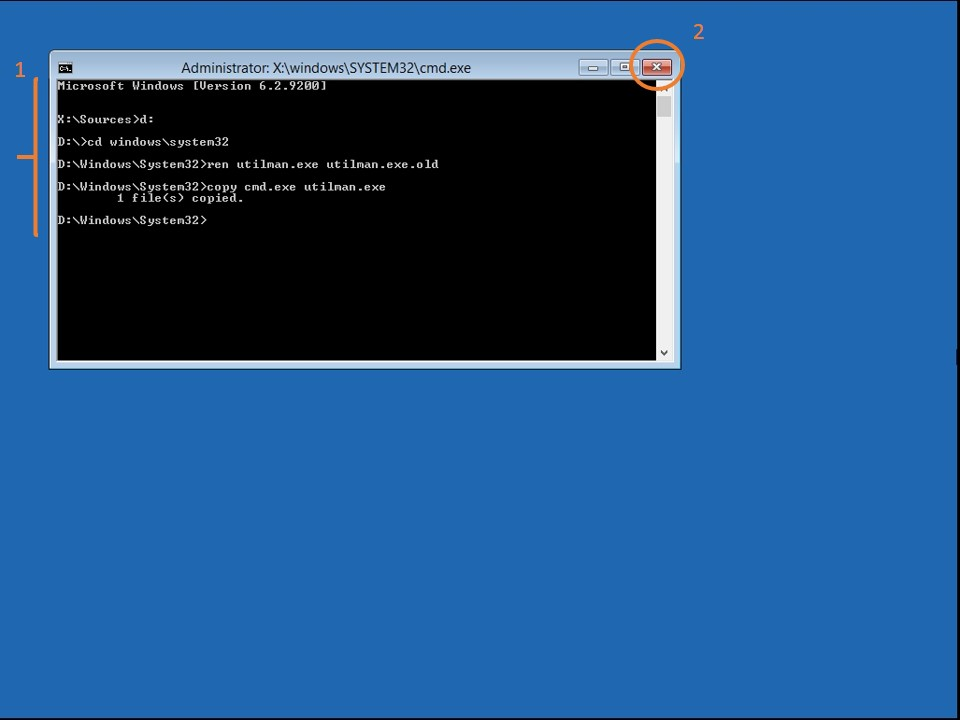 2
1
Administrator: X:\windows\SYSTEM32\cmd.exe
Microsoft Windows [Version 6.2.9200]
X:\Sources>d:
D:\>cd windows\system32
D:\Windows\System32>ren utilman.exe utilman.exe.old
D:\Windows\System32>copy cmd.exe utilman.exe
1 file(s) copied.
D:\Windows\System32>